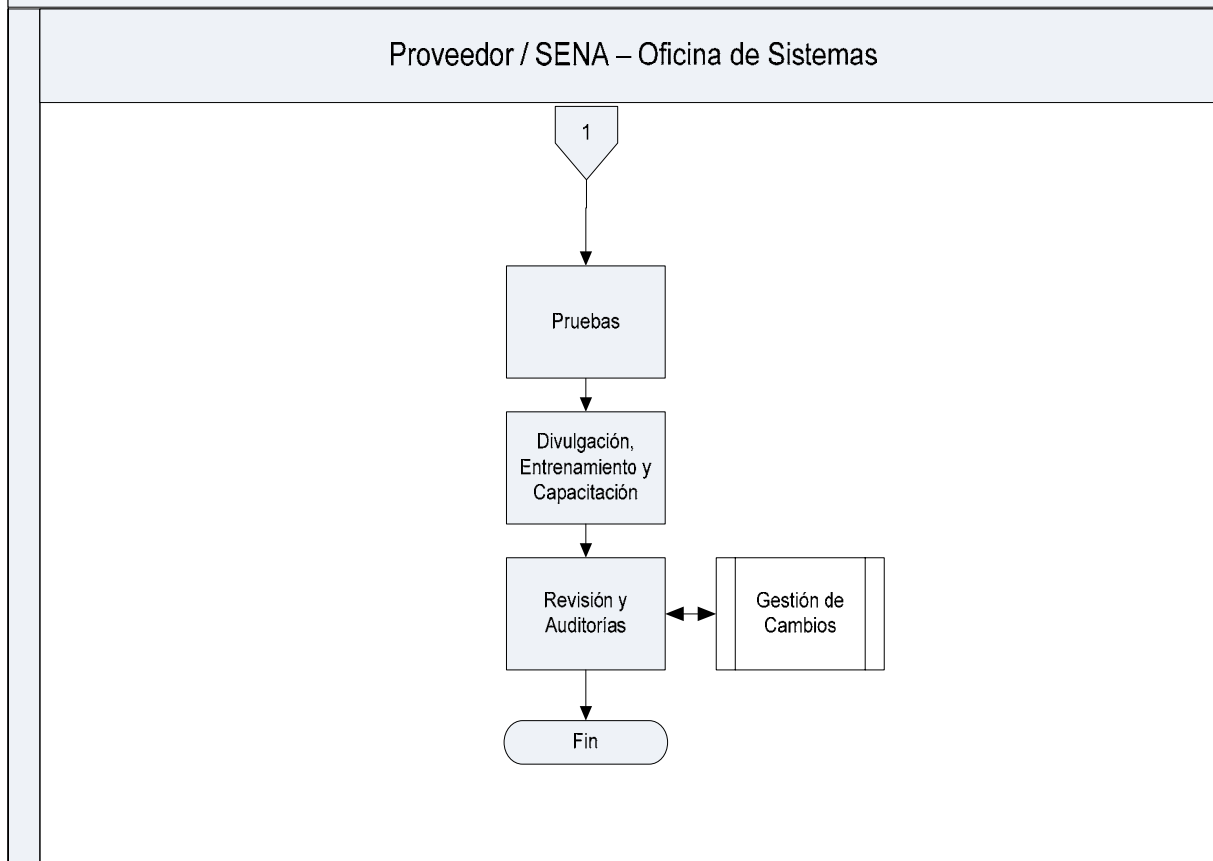 Proveedor / SENA – Oficina de Sistemas
1
Pruebas
Divulgación,
Entrenamiento y
Capacitación
Revisión y
Auditorías
Gestión de
Cambios
Fin